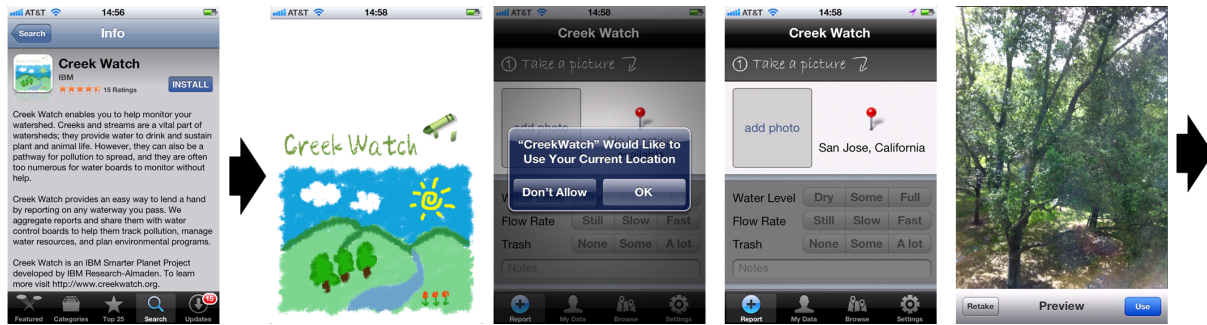 AT&T 14:56
Search Info
Creek Watch
IBM
15 Ratings
INSTALL
Creek Watch enables you to help monitor your
watershed. Creeks and streams are a vital part of
watersheds; they provide water to drink and sustain
plant and animal life. However, they can also be a
pathway for pollution to spread, and they are often
too numerous for water boards to monitor without
help.
Creek Watch provides an easy way to lend a hand
by reporting on any waterway you pass. We
aggregate reports and share them with water
control boards to help them track pollution, manage
water resources, and plan environmental programs.
Creek Watch is an IBM Smarter Planet Project
developed by IBM Research-Almaden. To learn
more visit http://www.creekwatch.org.
Featured Categories Top 25 Search Updates
15
AT&T 14:58
Creek Watch
AT&T 14:58
Creek Watch
1 Take a picture
add photo
No Location
"CreekWatch" Would Like to
Use Your Current Location
Don't Allow OK
Flow Rate Still Slow Fast
Trash None Some A lot
Notes
Report My Data Browse Settings
AT&T 14:58
Creek Watch
1 Take a picture
add photo
San Jose, California
Water Level Dry Some Full
Flow Rate Still Slow Fast
Trash None Some A lot
Notes
Report My Data Browse Settings
Retake Preview Use